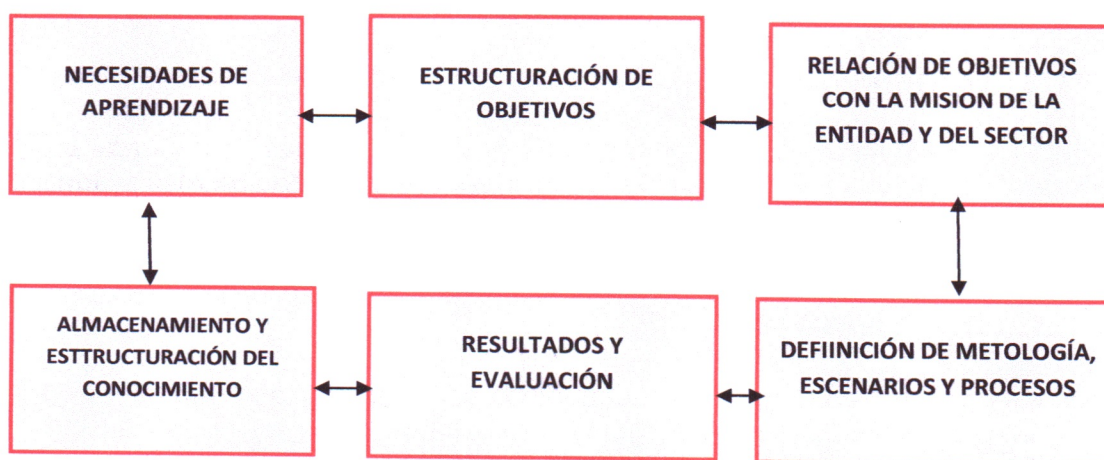 NECESIDADES DE
APRENDIZAJE
ESTRUCTURACIÓN DE
OBJETIVOS
RELACIÓN DE OBJETIVOS
CON LA MISION DE LA
ENTIDAD Y DEL SECTOR
ALMACENAMIENTO Y
ESTTRUCTURACIÓN DEL
CONOCIMIENTO
RESULTADOS Y
EVALUACIÓN
DEFIINICIÓN DE METOLOGÍA,
ESCENARIOS Y PROCESOS